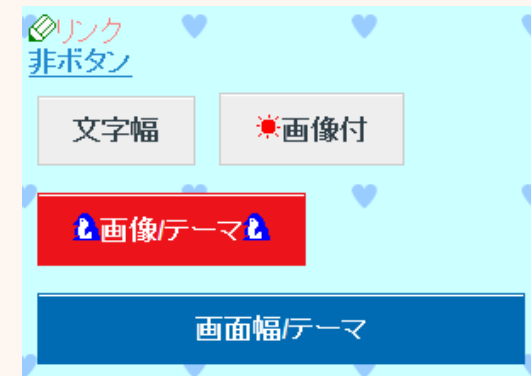 リンク
非ボタン
文字幅
画像付
画像/テーマ
画面幅/テーマ